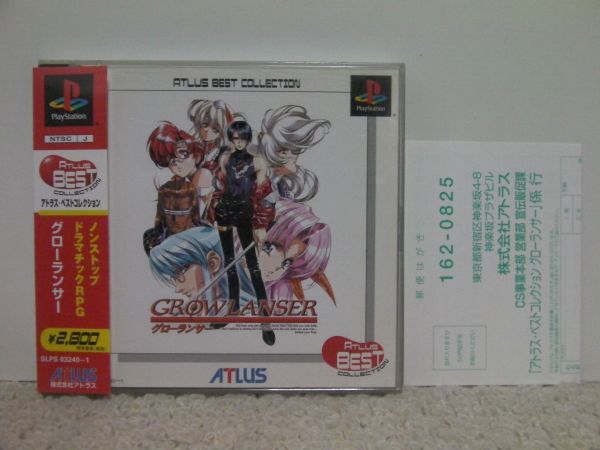 PlayStation
NTSC J
ATLUS
BEST
COLLECTION
アトラス・ベストコレクション
ノンストップ
ドラマチックRPG
グローランサー
¥2,800
SLPS 03240~1
ATLUS
株式会社アトラス
ATLUS BEST COLLECTION
PlayStation
GROWLANSER
グローランサー
ATLUS
BEST
COLLECTION
ATLUS
郵便はがき
162-0825
東京都新宿区神楽坂4-8
神楽坂プラザビル
株式会社アトラス
CS事業本部 営業部 宣伝販促課
「アトラス・ベストコレクション グローランサー」係 行